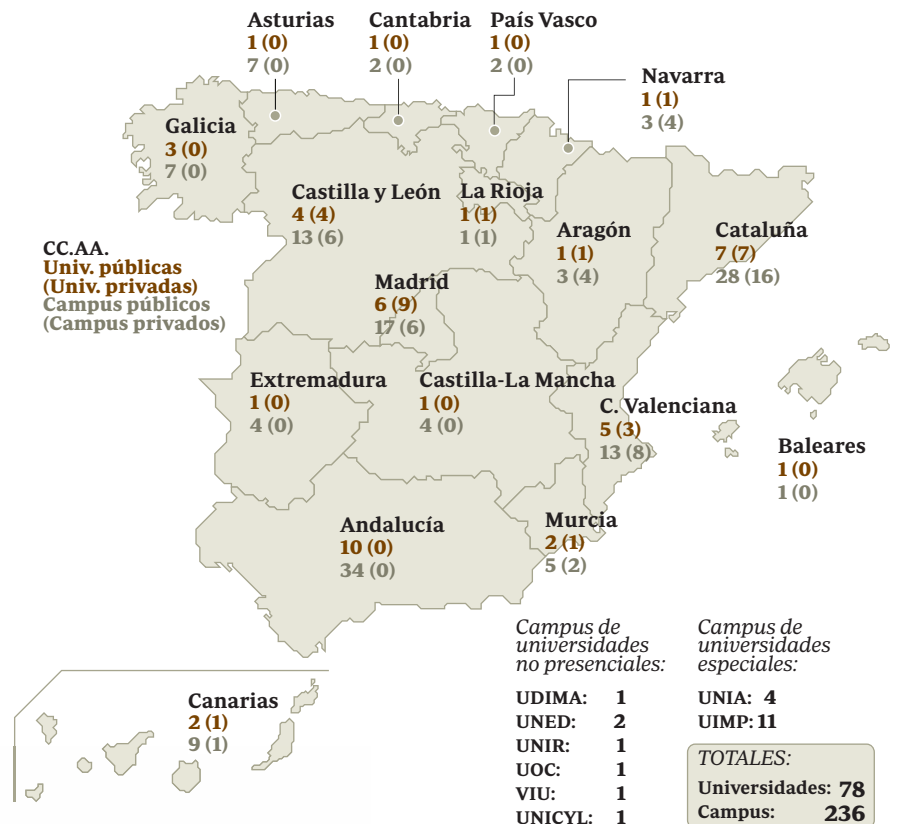 Asturias
1 (0)
7 (0)
Cantabria
1 (0)
2 (0)
País Vasco
1 (0)
2 (0)
Navarra
1 (1)
3 (4)
Galicia
3 (0)
7 (0)
Castilla y León
4 (4)
13 (6)
La Rioja
1 (1)
1 (1)
Aragón
1 (1)
3 (4)
Cataluña
7 (7)
28 (16)
CC.AA.
Univ. públicas
(Univ. privadas)
Campus públicos
(Campus privados)
Madrid
6 (9)
17 (6)
Extremadura
1 (0)
4 (0)
Castilla-La Mancha
1 (0)
4 (0)
C. Valenciana
5 (3)
13 (8)
Baleares
1 (0)
1 (0)
Andalucía
10 (0)
34 (0)
Murcia
2 (1)
5 (2)
Canarias
2 (1)
9 (1)
Campus de
universidades
no presenciales:
UDIMA: 1
UNED: 2
UNIR: 1
UOC: 1
VIU: 1
UNICYL: 1
Campus de
universidades
especiales:
UNIA: 4
UIMP: 11
TOTALES:
Universidades: 78
Campus: 236